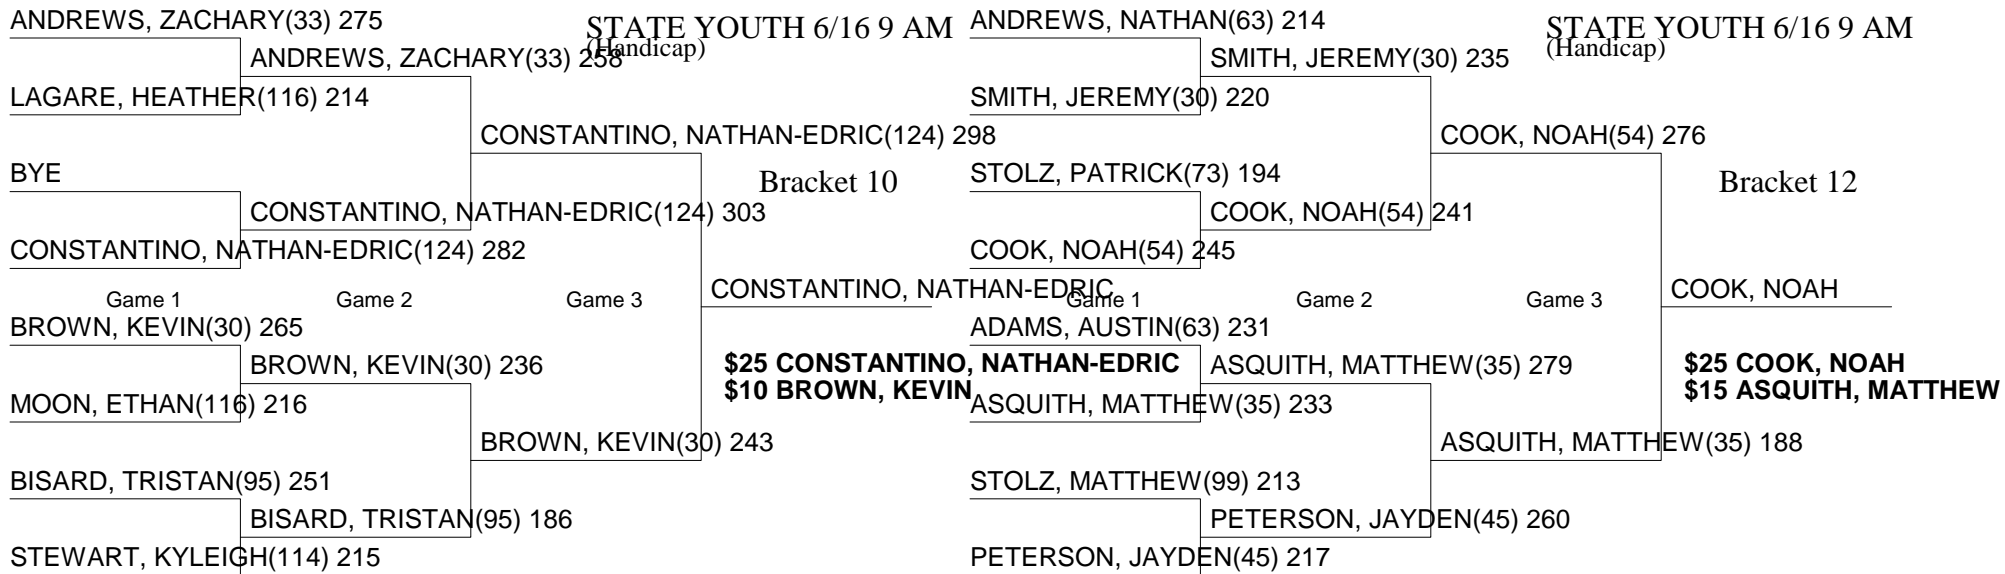 ANDREWS, ZACHARY(33) 275
STATE YOUTH 6/16 9 AM
(Handicap)
ANDREWS, ZACHARY(33) 258
LAGARE, HEATHER(116) 214
CONSTANTINO, NATHAN-EDRIC(124) 298
BYE
Bracket 10
CONSTANTINO, NATHAN-EDRIC(124) 303
CONSTANTINO, NATHAN-EDRIC(124) 282
Game 1
Game 2
Game 3
CONSTANTINO, NATHAN-EDRIC
BROWN, KEVIN(30) 265
BROWN, KEVIN(30) 236
$25 CONSTANTINO, NATHAN-EDRIC
$10 BROWN, KEVIN
MOON, ETHAN(116) 216
BROWN, KEVIN(30) 243
BISARD, TRISTAN(95) 251
BISARD, TRISTAN(95) 186
STEWART, KYLEIGH(114) 215
ANDREWS, NATHAN(63) 214
STATE YOUTH 6/16 9 AM
(Handicap)
SMITH, JEREMY(30) 235
SMITH, JEREMY(30) 220
COOK, NOAH(54) 276
STOLZ, PATRICK(73) 194
Bracket 12
COOK, NOAH(54) 241
COOK, NOAH(54) 245
Game 1
Game 2
Game 3
COOK, NOAH
ADAMS, AUSTIN(63) 231
ASQUITH, MATTHEW(35) 279
$25 COOK, NOAH
$15 ASQUITH, MATTHEW
ASQUITH, MATTHEW(35) 233
ASQUITH, MATTHEW(35) 188
STOLZ, MATTHEW(99) 213
PETERSON, JAYDEN(45) 260
PETERSON, JAYDEN(45) 217